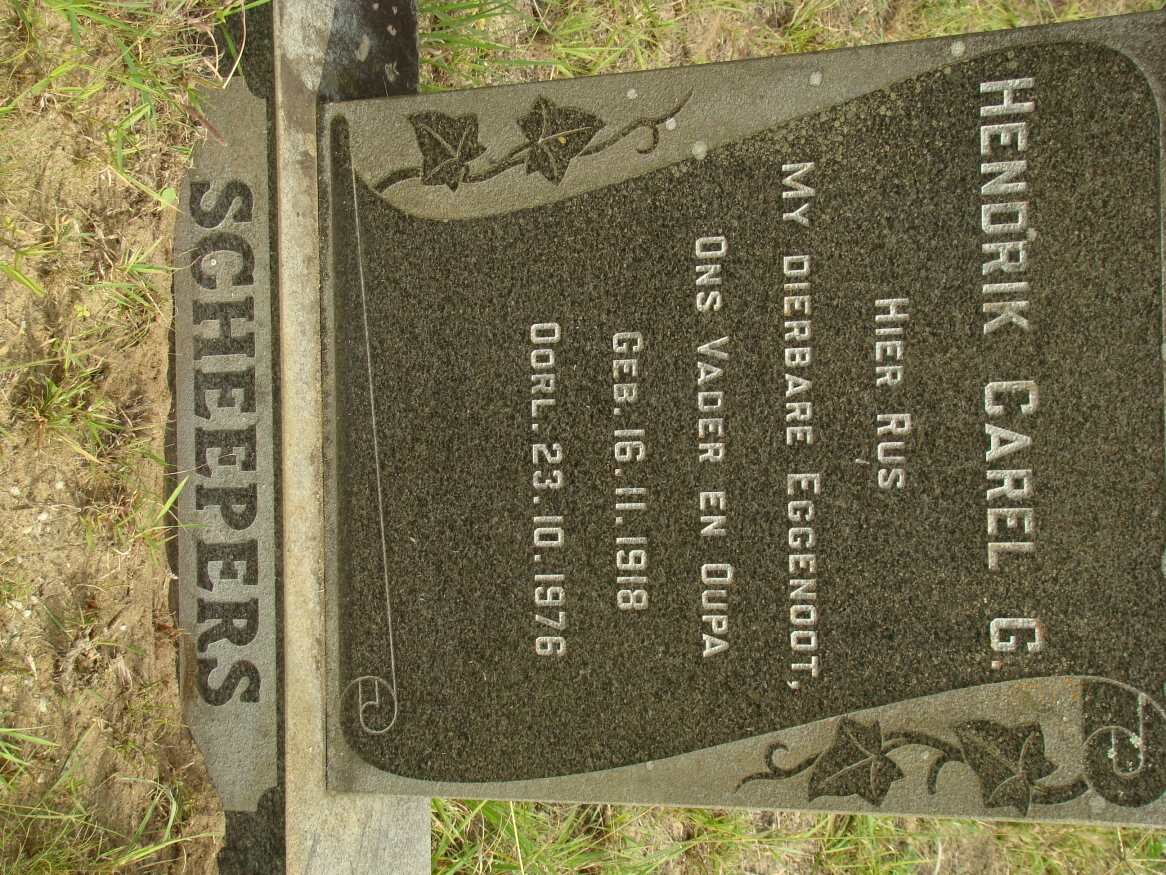 HENDRIK CAREL G.
HIER RUS
MY DIERBARE EGGENOOT,
ONS VADER EN OUPA
GEB. 16.11.1918
OORL. 23.10.1976
SCHEEPERS